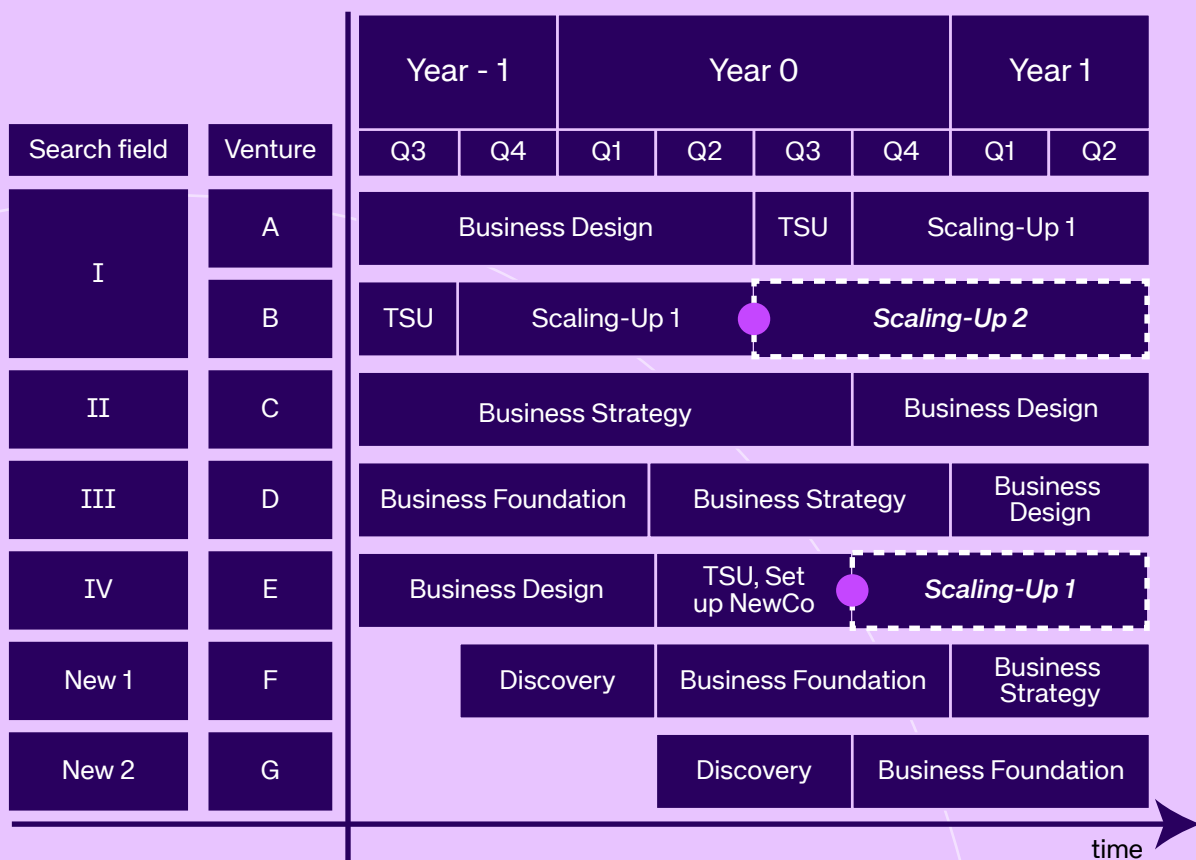 Year - 1
Year 0
Year 1
Search field
Venture
Q3
Q4
Q1
Q2
Q3
Q4
Q1
Q2
I
A
Business Design
TSU
Scaling-Up 1
B
TSU
Scaling-Up 1
Scaling-Up 2
II
C
Business Strategy
Business Design
III
D
Business Foundation
Business Strategy
Business
Design
IV
E
Business Design
TSU, Set
up NewCo
Scaling-Up 1
New 1
F
Discovery
Business Foundation
Business
Strategy
New 2
G
Discovery
Business Foundation
time